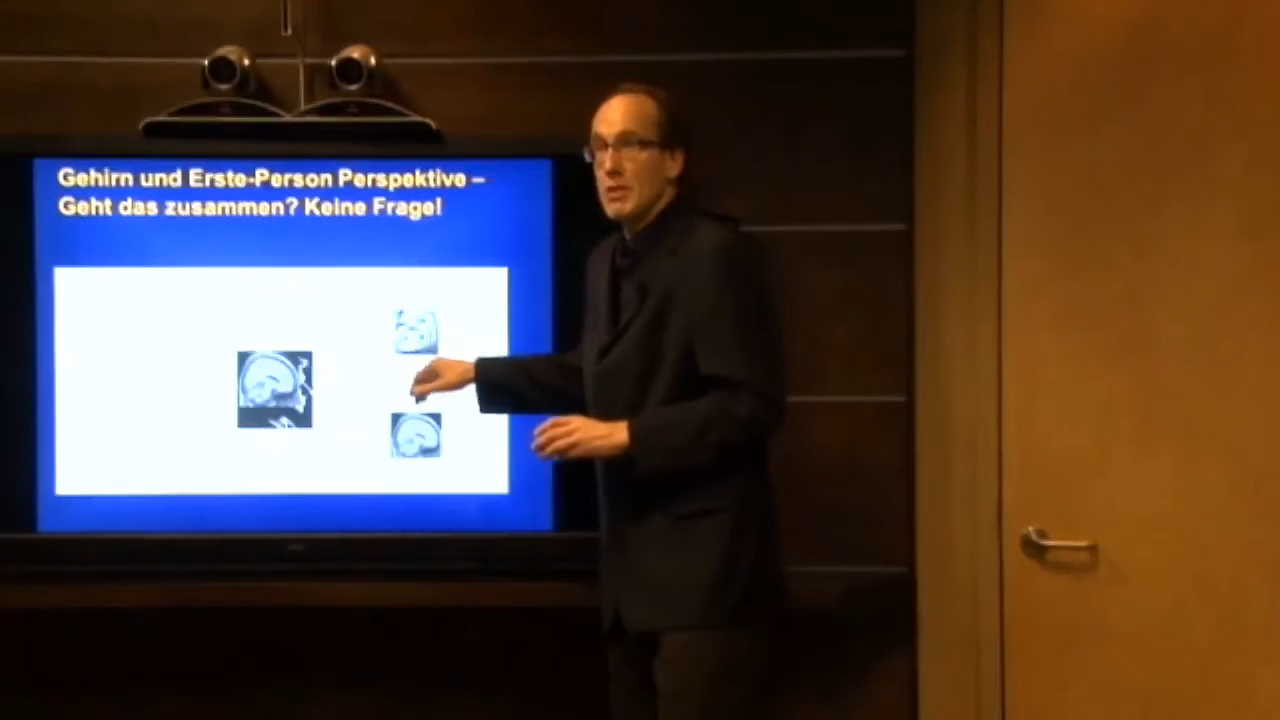 Gehirn und Erste-Person Perspektive –
Geht das zusammen? Keine Frage!